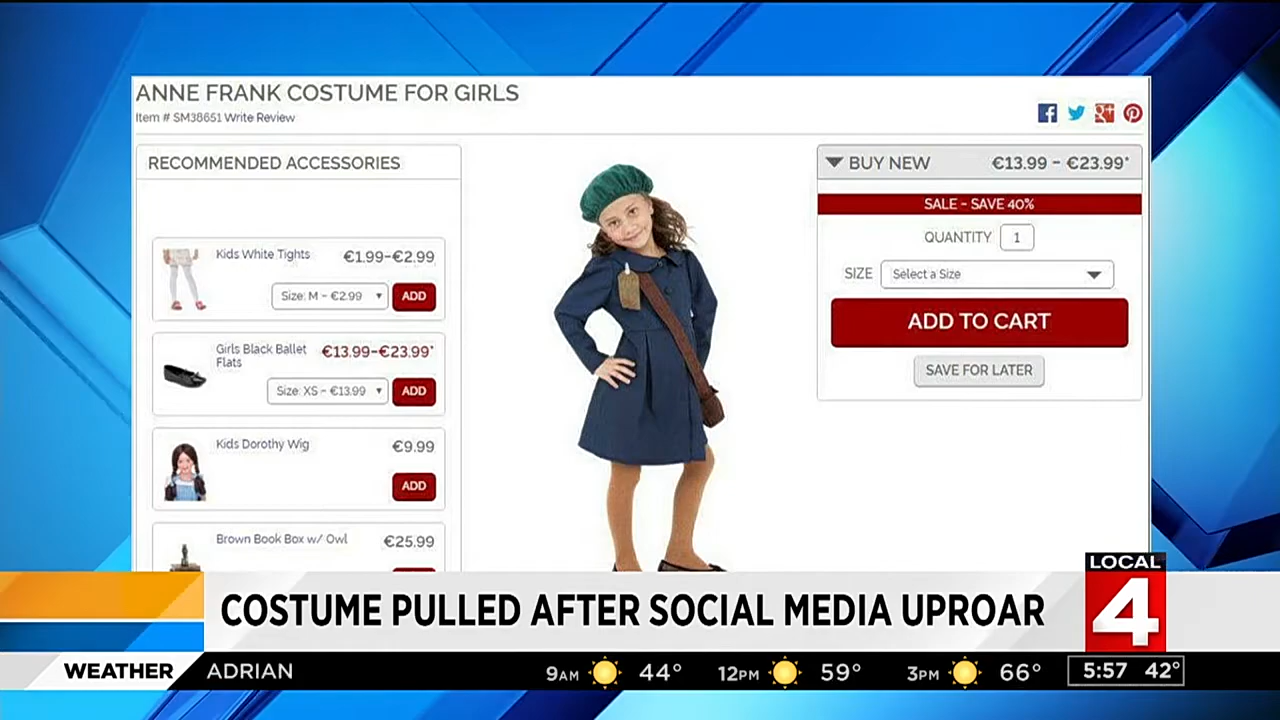 ANNE FRANK COSTUME FOR GIRLS
Item # SM38651 Write Review
RECOMMENDED ACCESSORIES
Kids White Tights €1.99-€2.99
Size: M - €2.99 ADD
Girls Black Ballet Flats €13.99-€23.99*
Size: XS - €13.99 ADD
Kids Dorothy Wig €9.99
ADD
Brown Book Box w/ Owl €25.99
BUY NEW €13.99 - €23.99*
SALE - SAVE 40%
QUANTITY 1
SIZE Select a Size
ADD TO CART
SAVE FOR LATER
COSTUME PULLED AFTER SOCIAL MEDIA UPROAR
LOCAL
4
WEATHER ADRIAN 9AM 44° 12PM 59° 3PM 66° 5:57 42°